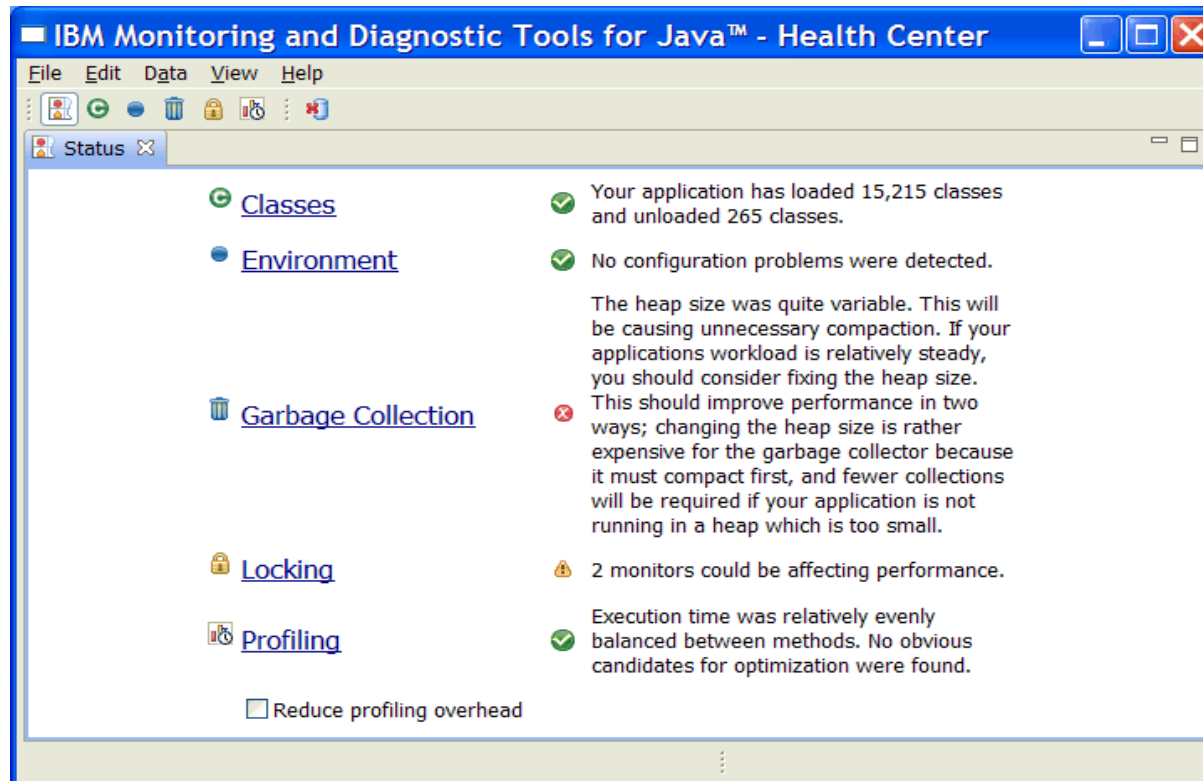 IBM Monitoring and Diagnostic Tools for Java™ - Health Center
File Edit Data View Help
Status
Classes
Your application has loaded 15,215 classes
and unloaded 265 classes.
Environment
No configuration problems were detected.
Garbage Collection
The heap size was quite variable. This will
be causing unnecessary compaction. If your
applications workload is relatively steady,
you should consider fixing the heap size.
This should improve performance in two
ways; changing the heap size is rather
expensive for the garbage collector because
it must compact first, and fewer collections
will be required if your application is not
running in a heap which is too small.
Locking
2 monitors could be affecting performance.
Profiling
Execution time was relatively evenly
balanced between methods. No obvious
candidates for optimization were found.
Reduce profiling overhead